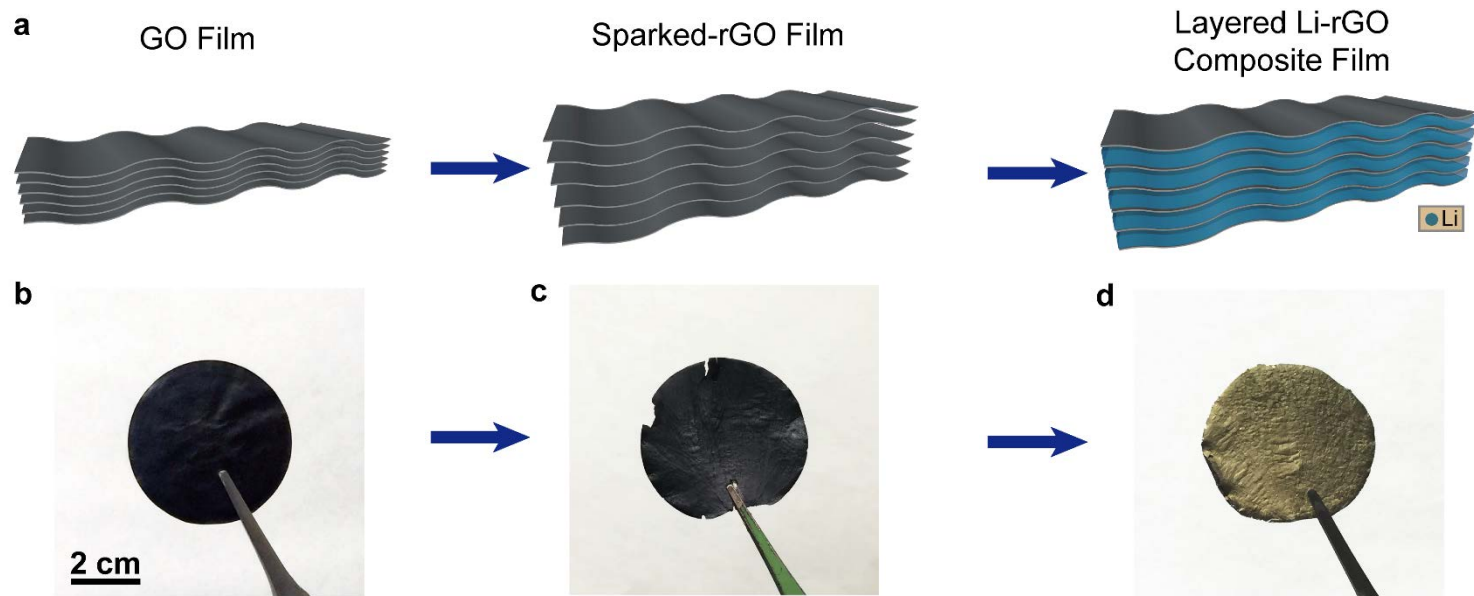 a
GO Film
Sparked-rGO Film
Layered Li-rGO
Composite Film
Li
b
c
d
2 cm